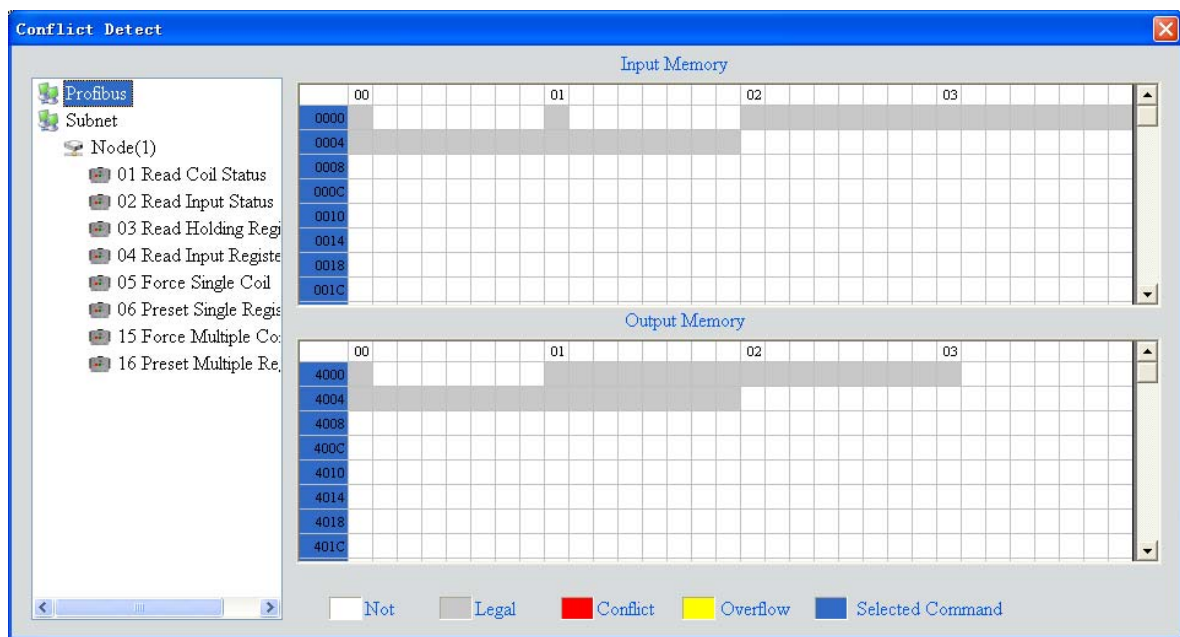 Conflict Detect
Profibus
Subnet
Node(1)
01 Read Coil Status
02 Read Input Status
03 Read Holding Regi
04 Read Input Registe
05 Force Single Coil
06 Preset Single Regis
15 Force Multiple Co
16 Preset Multiple Re
Input Memory
00 01 02 03
0000
0004
0008
000C
0010
0014
0018
001C
Output Memory
00 01 02 03
4000
4004
4008
400C
4010
4014
4018
401C
Not Legal Conflict Overflow Selected Command